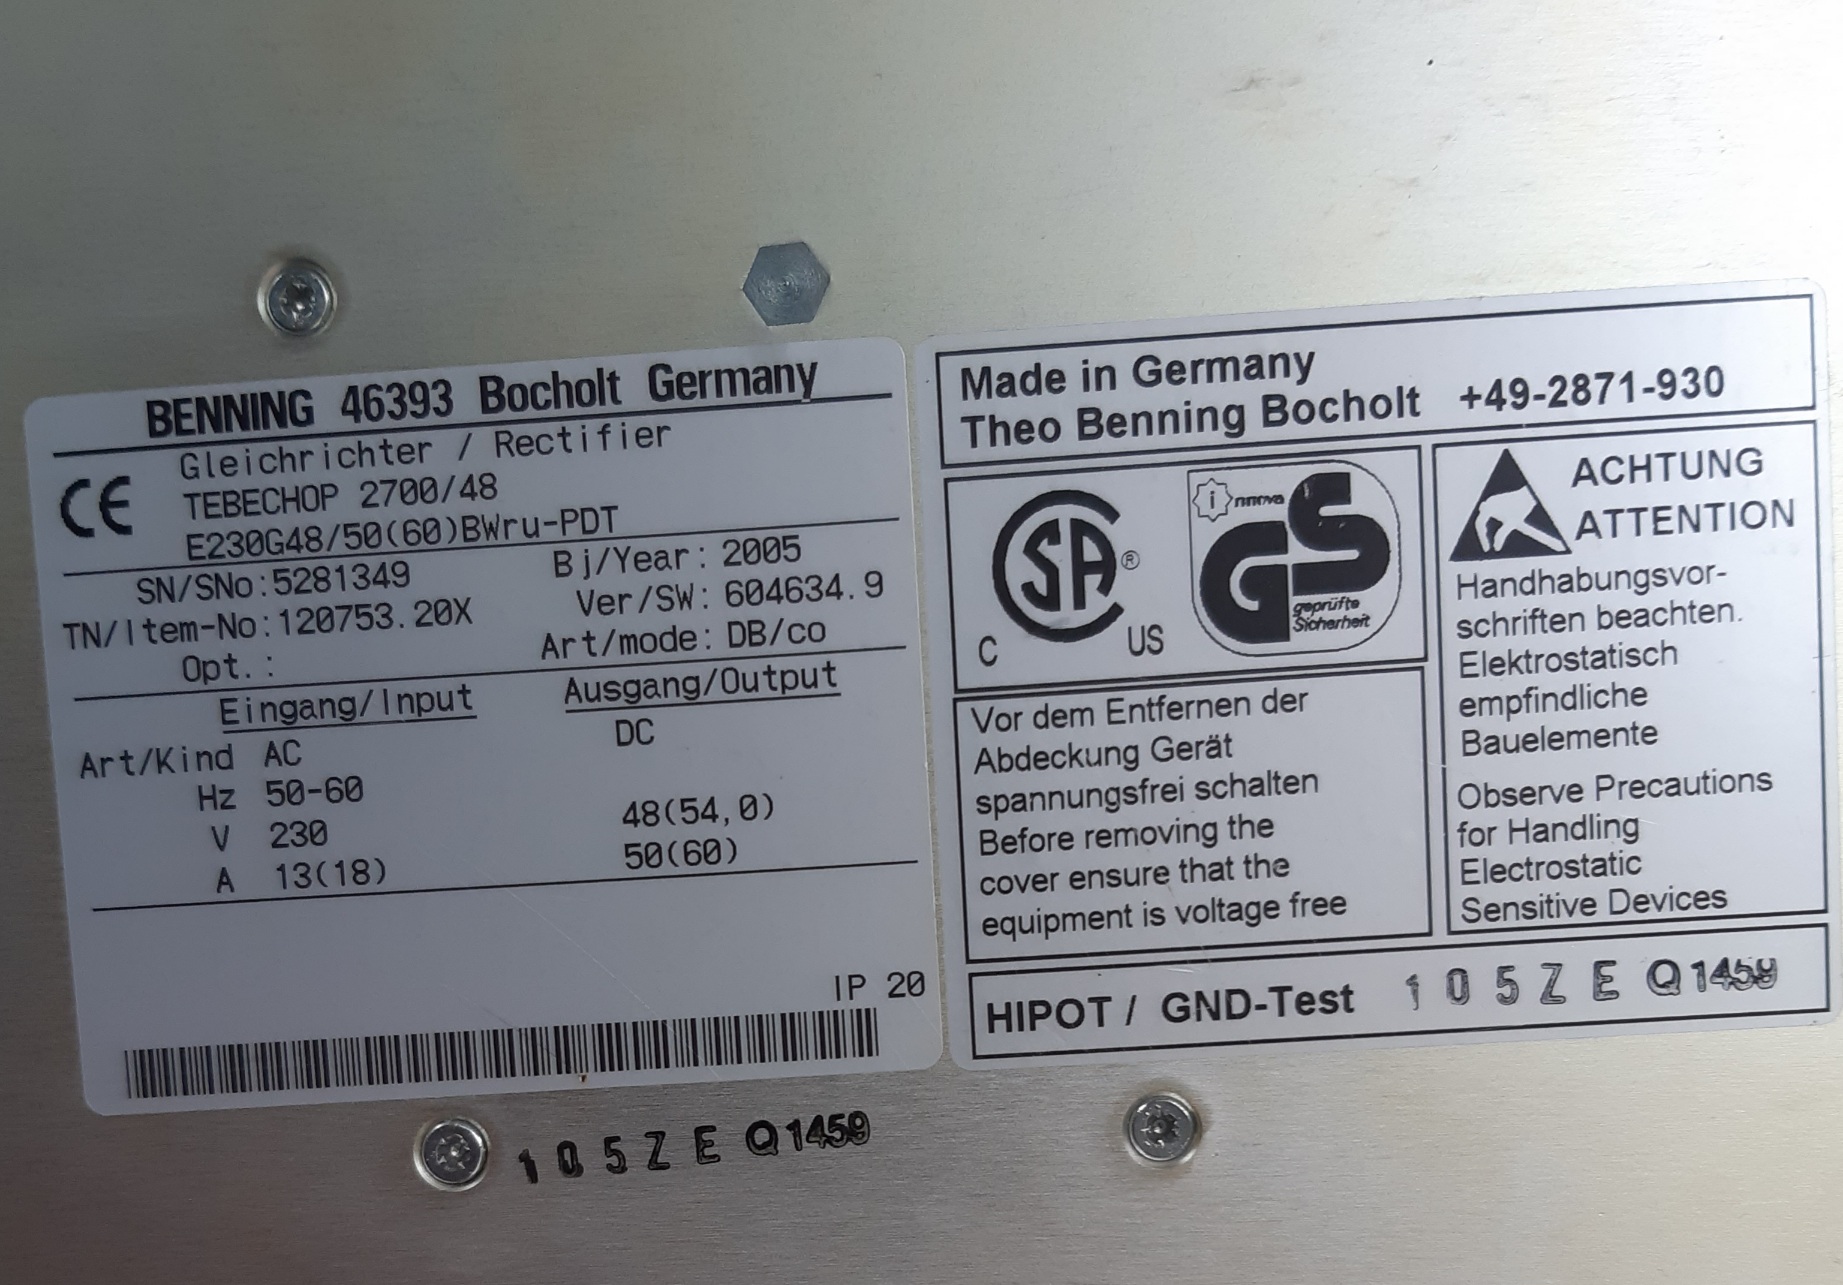 BENNING 46393 Bocholt Germany
CE
Gleichrichter / Rectifier
TEBECHOP 2700/48
E230G48/50(60)BWru-PDT
SN/SNo:5281349 Bj/Year: 2005
TN/Item-No:120753.20X Ver/SW: 604634.9
Opt.: Art/mode: DB/co
Eingang/Input Ausgang/Output
Art/Kind AC DC
Hz 50-60
V 230 48(54,0)
A 13(18) 50(60)
IP 20
Made in Germany
Theo Benning Bocholt +49-2871-930
C SA ® US
innova
GS
geprüfte
Sicherheit
ACHTUNG
ATTENTION
Handhabungsvor-
schriften beachten.
Elektrostatisch
empfindliche
Bauelemente
Observe Precautions
for Handling
Electrostatic
Sensitive Devices
Vor dem Entfernen der
Abdeckung Gerät
spannungsfrei schalten
Before removing the
cover ensure that the
equipment is voltage free
HIPOT / GND-Test 1 0 5 Z E Q1459
1 0 5 Z E Q1459